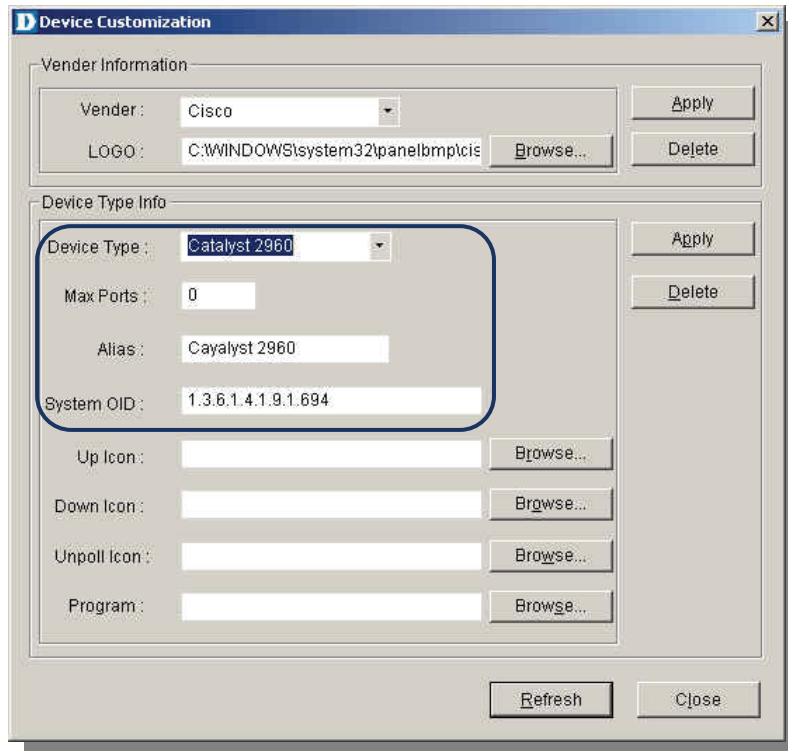 D Device Customization
Vender Information
Vender : Cisco Apply
LOGO : C:\WINDOWS\system32\panelbmp\cis Browse... Delete
Device Type Info
Device Type : Catalyst 2960 Apply
Max Ports : 0 Delete
Alias : Cayalyst 2960
System OID : 1.3.6.1.4.1.9.1.694
Up Icon : Browse...
Down Icon : Browse...
Unpoll Icon : Browse...
Program : Browse...
Refresh Close